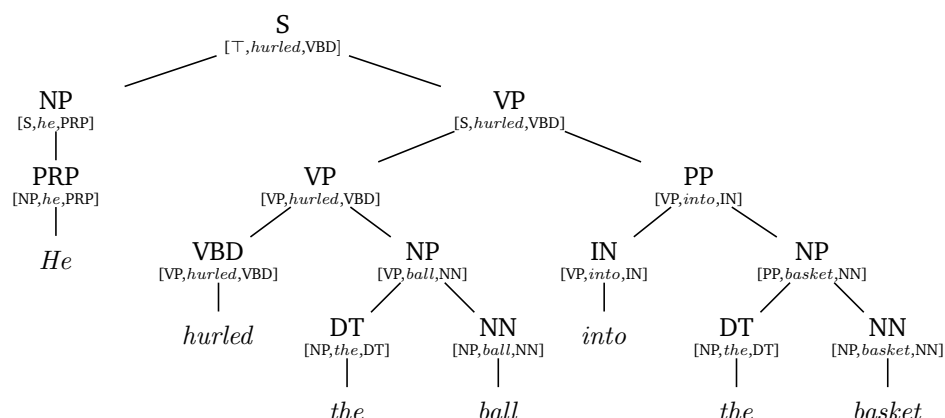 S
[⊤,hurled,VBD]
NP VP
[S,he,PRP] [S,hurled,VBD]
PRP VP PP
[NP,he,PRP] [VP,hurled,VBD] [VP,into,IN]
He VBD NP IN NP
[VP,hurled,VBD] [VP,ball,NN] [VP,into,IN] [PP,basket,NN]
hurled DT NN into DT NN
[NP,the,DT] [NP,ball,NN] [NP,the,DT] [NP,basket,NN]
the ball the basket